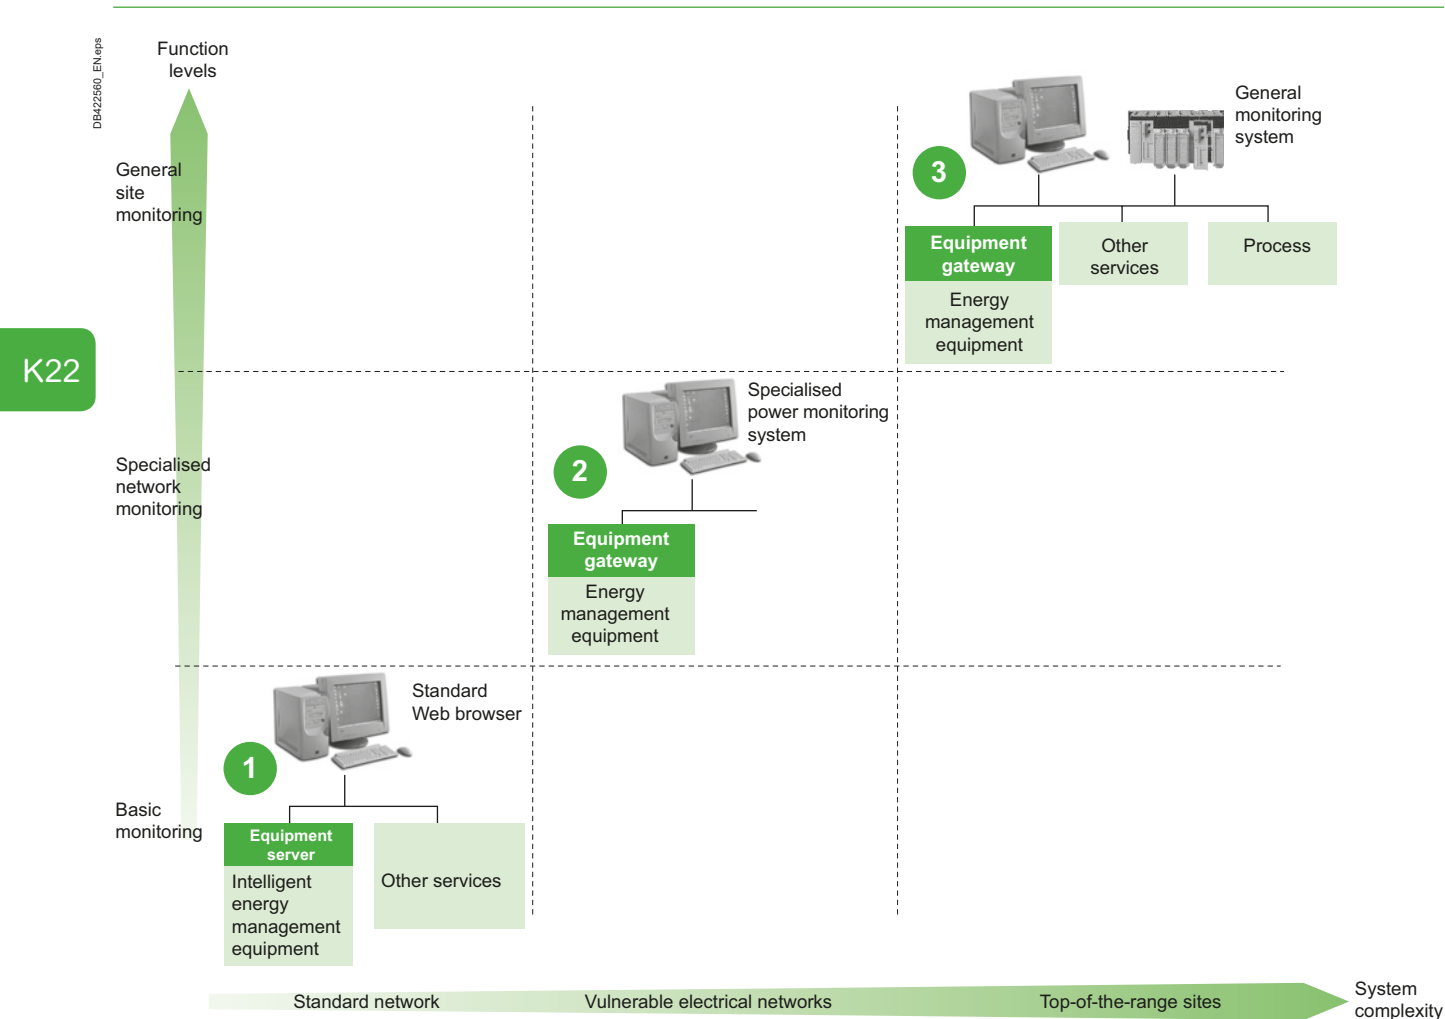 DB422560_EN.eps
Function
levels
General
site
monitoring
General
monitoring
system
3
Equipment
gateway
Energy
management
equipment
Other
services
Process
K22
Specialised
network
monitoring
Specialised
power monitoring
system
2
Equipment
gateway
Energy
management
equipment
Standard
Web browser
1
Basic
monitoring
Equipment
server
Intelligent
energy
management
equipment
Other services
Standard network
Vulnerable electrical networks
Top-of-the-range sites
System
complexity